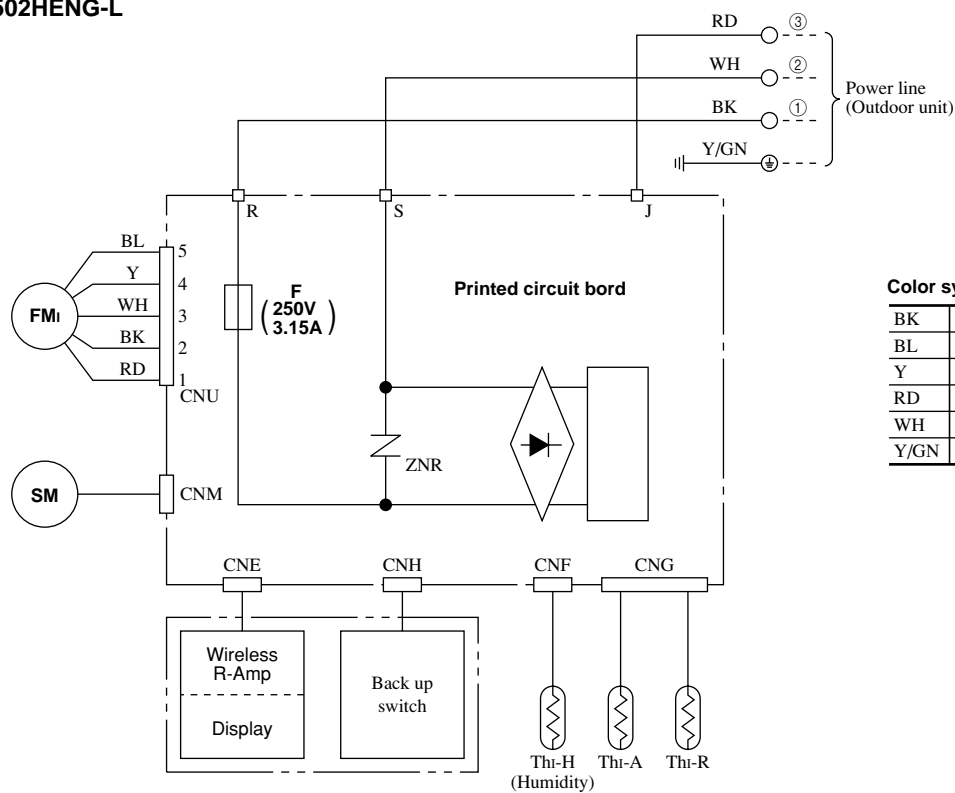 502HENG-L
RD ③
WH ②
BK ①
Y/GN
Power line
(Outdoor unit)
R
S
J
BL 5
Y 4
WH 3
BK 2
RD 1
CNU
FMI
F
250V
3.15A
Printed circuit bord
ZNR
SM
CNM
CNE
CNH
CNF
CNG
Wireless
R-Amp
Display
Back up
switch
ThI-H
(Humidity)
ThI-A
ThI-R
Color sy
BK
BL
Y
RD
WH
Y/GN